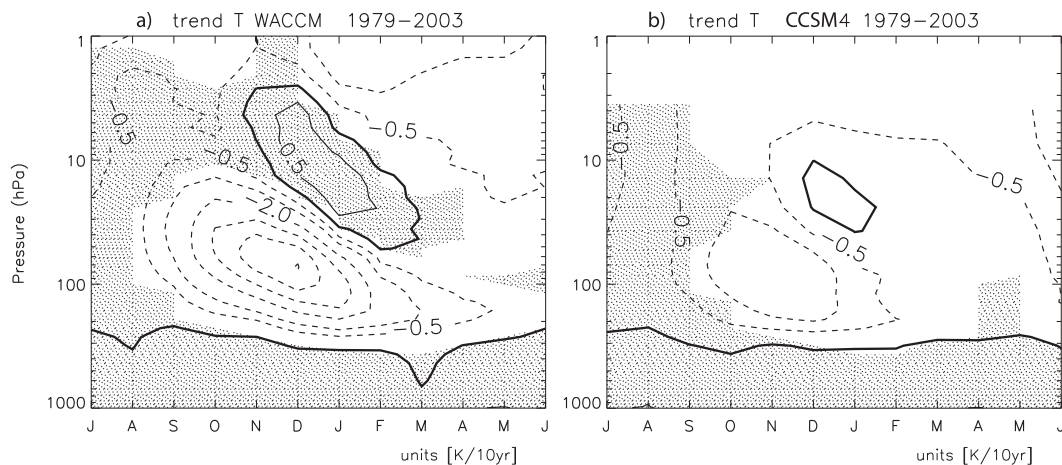 a) trend T WACCM 1979–2003
b) trend T CCSM4 1979–2003
Pressure (hPa)
1
10
100
1000
−0.5
−0.5
−0.5
0.5
−2.0
−0.5
J A S O N D J F M A M J
units [K/10yr]
1
10
100
1000
−0.5
−0.5
−0.5
−0.5
J A S O N D J F M A M J
units [K/10yr]